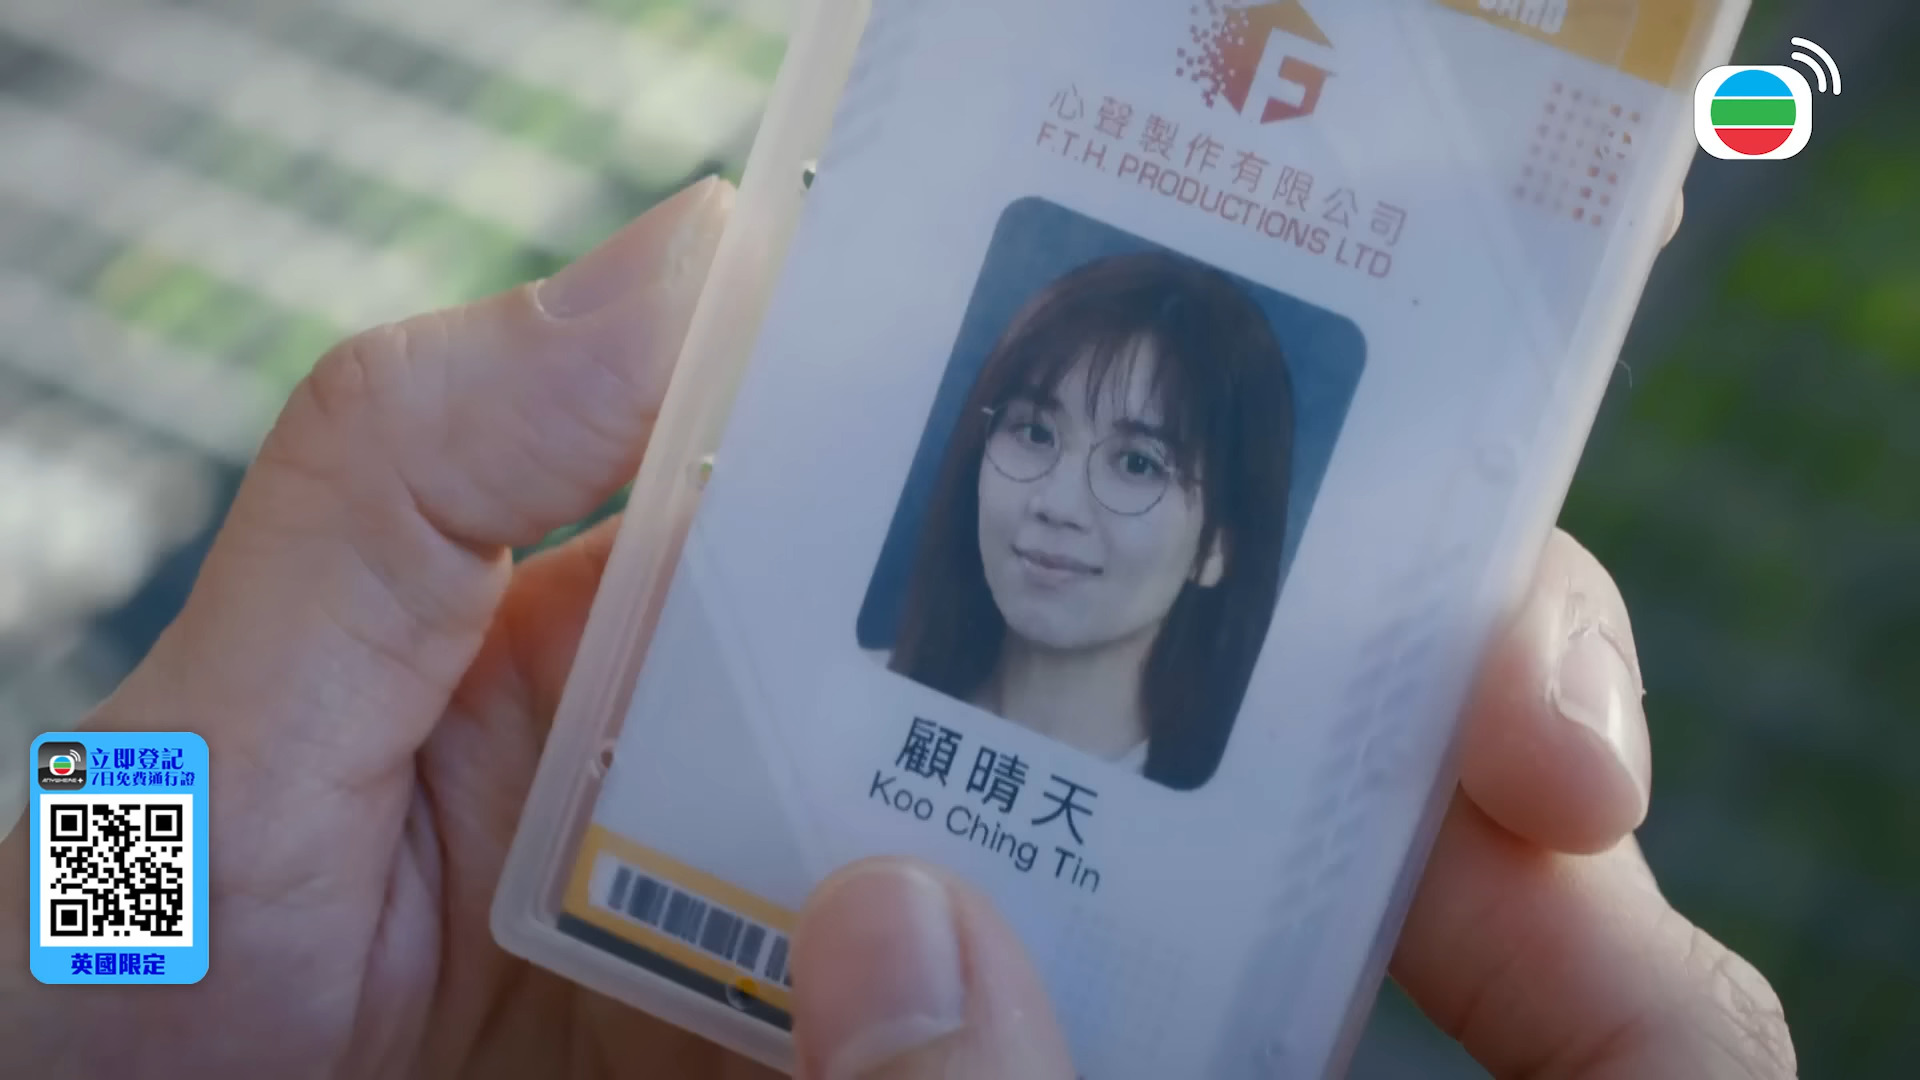 心聲製作有限公司
F.T.H. PRODUCTIONS LTD
顧晴天
Koo Ching Tin
立即登記
7日免費通行證
英國限定